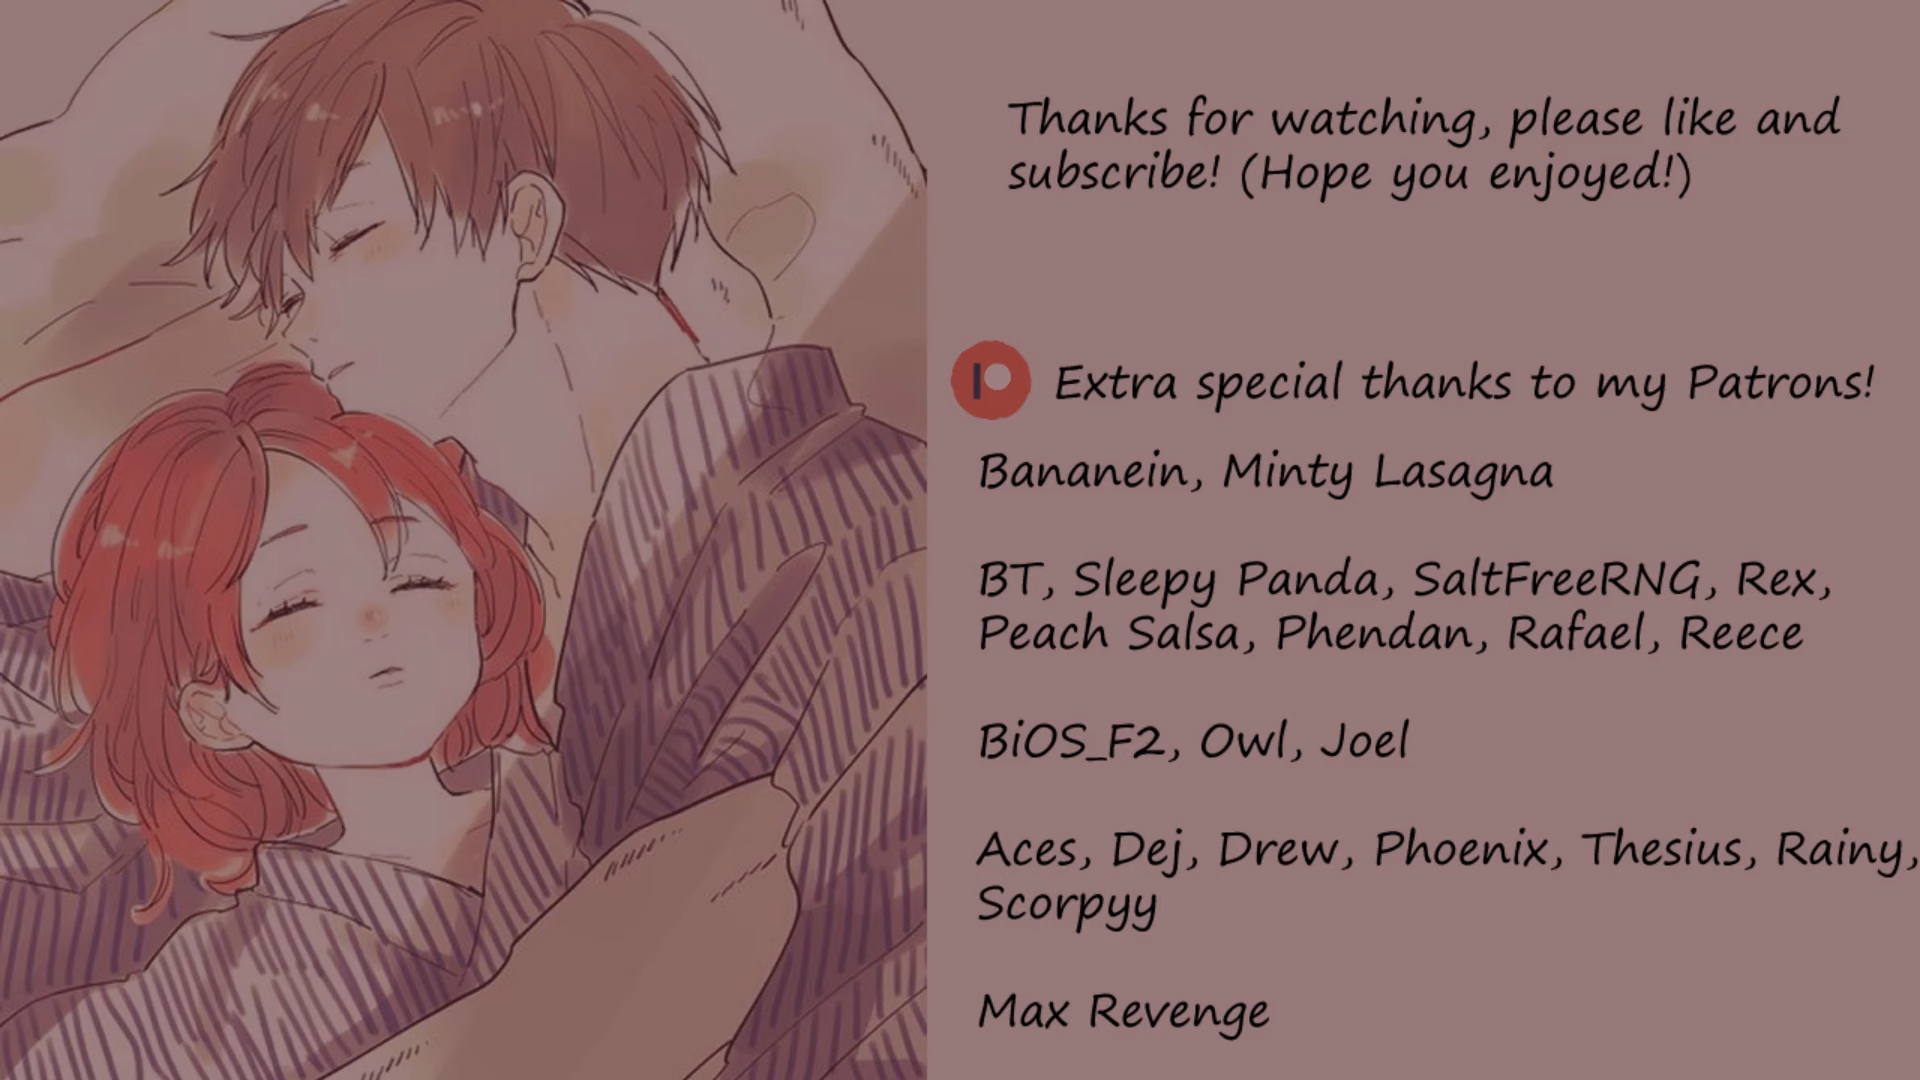 Thanks for watching, please like and
subscribe! (Hope you enjoyed!)
Extra special thanks to my Patrons!
Bananein, Minty Lasagna
BT, Sleepy Panda, SaltFreeRNG, Rex,
Peach Salsa, Phendan, Rafael, Reece
BiOS_F2, Owl, Joel
Aces, Dej, Drew, Phoenix, Thesius, Rainy,
Scorpyy
Max Revenge